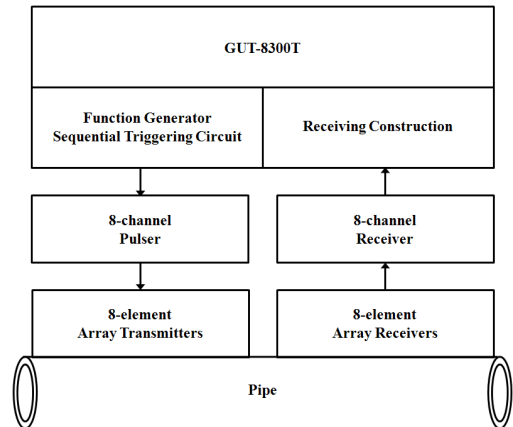 GUT-8300T
Function Generator
Sequential Triggering Circuit
Receiving Construction
8-channel
Pulser
8-channel
Receiver
8-element
Array Transmitters
8-element
Array Receivers
Pipe